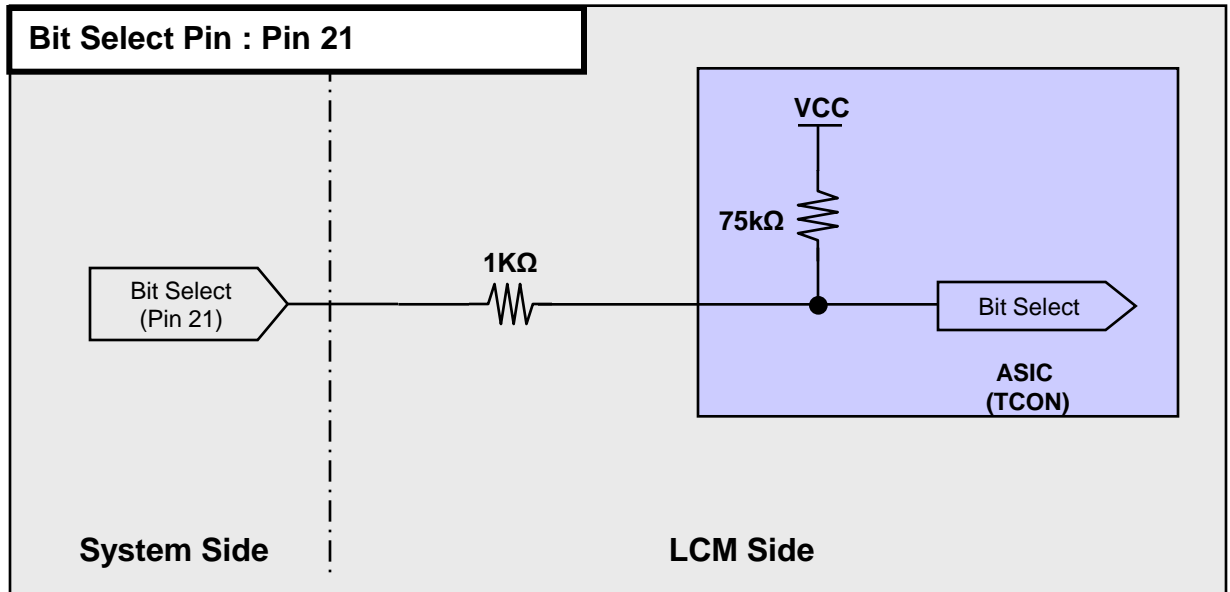 Bit Select Pin : Pin 21
VCC
75kΩ
1KΩ
Bit Select
(Pin 21)
Bit Select
ASIC
(TCON)
System Side
LCM Side